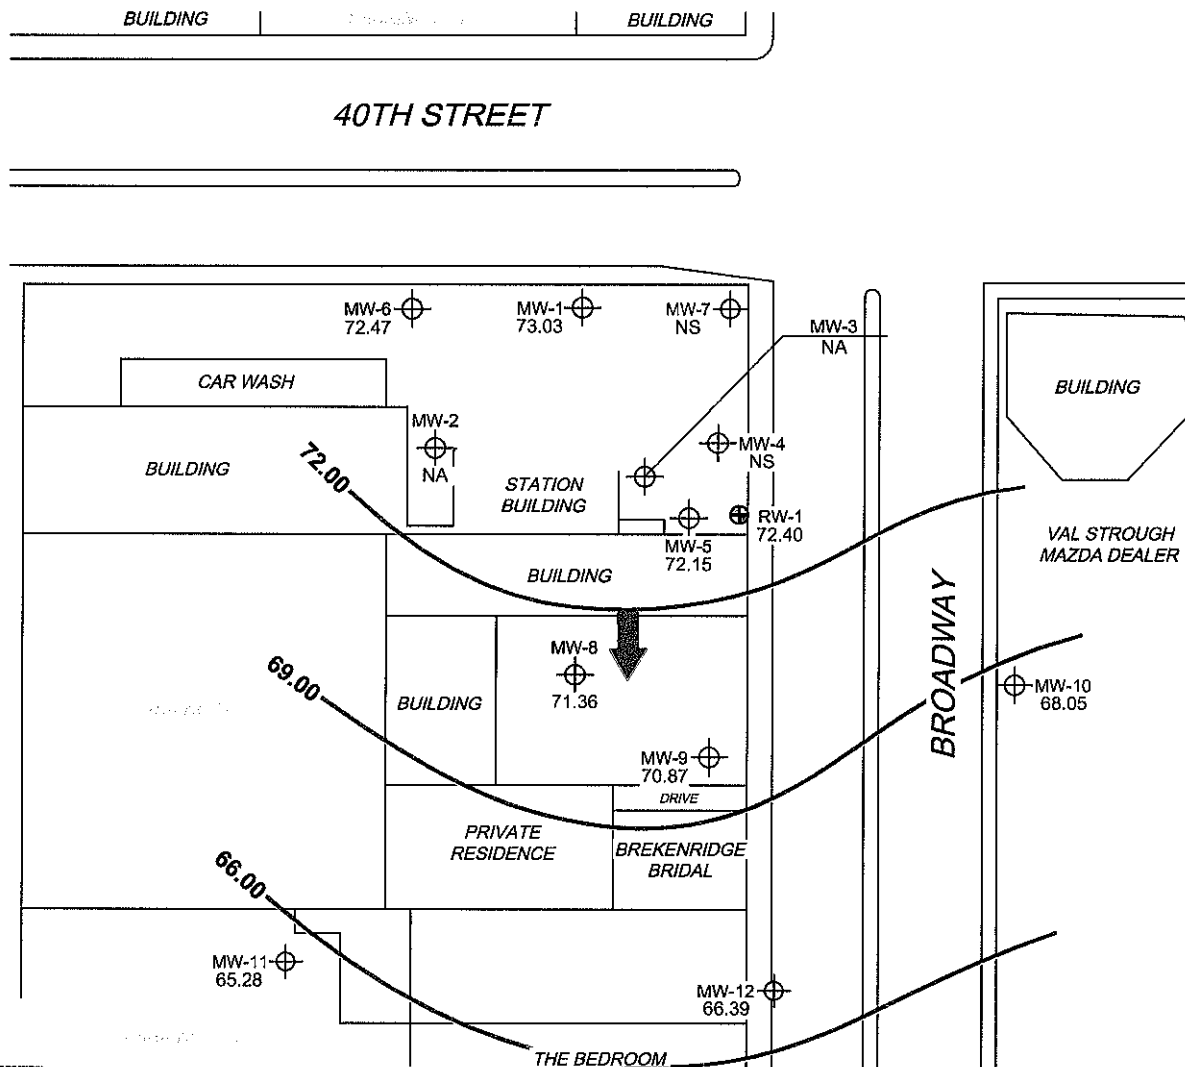 BUILDING
BUILDING
40TH STREET
MW-6
72.47
MW-1
73.03
MW-7
NS
MW-3
NA
CAR WASH
BUILDING
MW-2
NA
MW-4
NS
BUILDING
72.00
STATION
BUILDING
RW-1
72.40
MW-5
72.15
VAL STROUGH
MAZDA DEALER
BUILDING
BROADWAY
MW-8
71.36
69.00
BUILDING
MW-10
68.05
MW-9
70.87
DRIVE
PRIVATE
RESIDENCE
BREKENRIDGE
BRIDAL
66.00
MW-11
65.28
MW-12
66.39
THE BEDROOM